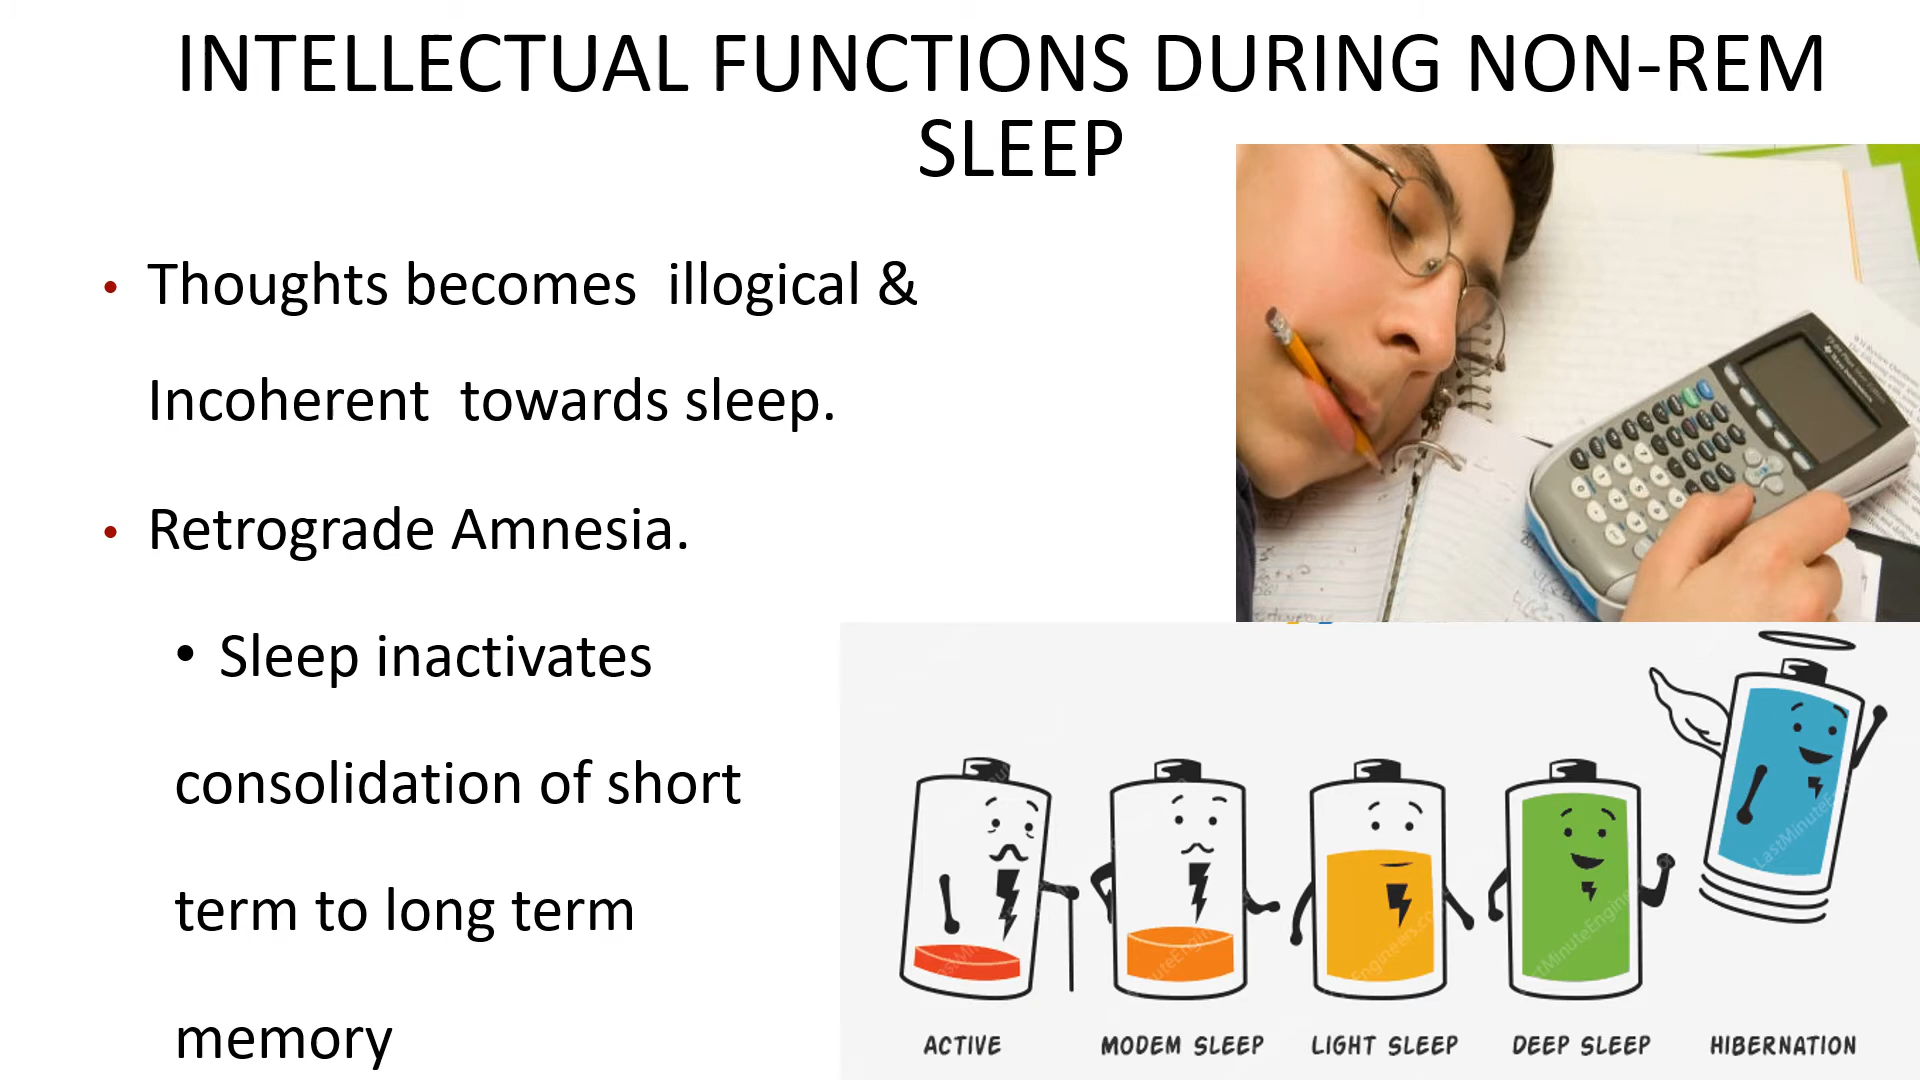 INTELLECTUAL FUNCTIONS DURING NON-REM
SLEEP
• Thoughts becomes  illogical &
Incoherent  towards sleep.
• Retrograde Amnesia.
• Sleep inactivates
consolidation of short
term to long term
memory
ACTIVE
MODEM SLEEP
LIGHT SLEEP
DEEP SLEEP
HIBERNATION